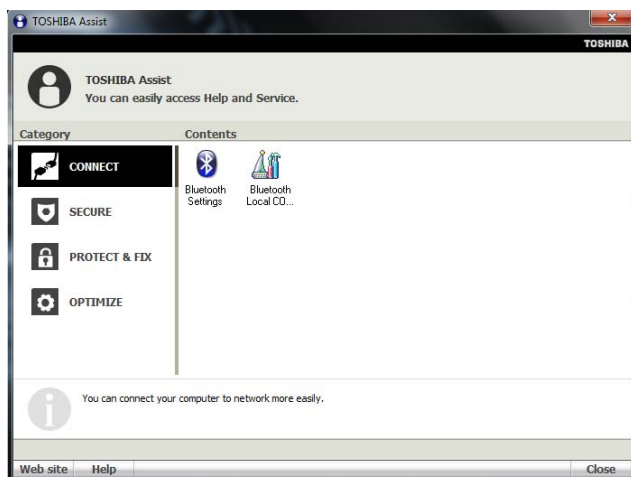 TOSHIBA Assist
TOSHIBA
TOSHIBA Assist
You can easily access Help and Service.
Category
Contents
CONNECT
SECURE
PROTECT & FIX
OPTIMIZE
Bluetooth
Settings
Bluetooth
Local CO...
You can connect your computer to network more easily.
Web site
Help
Close